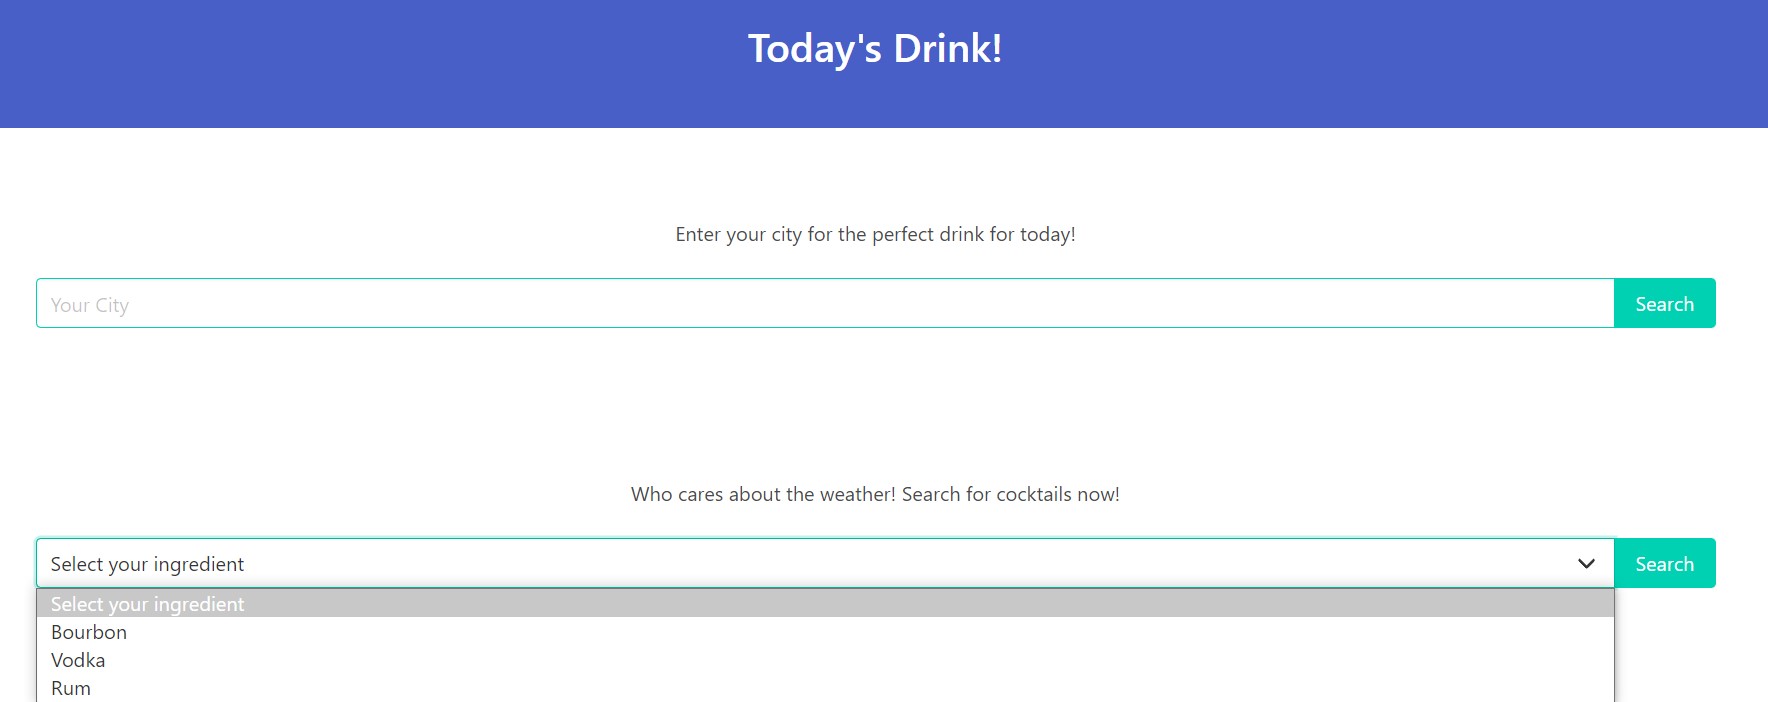 Today's Drink!
Enter your city for the perfect drink for today!
Your City
Search
Who cares about the weather! Search for cocktails now!
Select your ingredient
Search
Select your ingredient
Bourbon
Vodka
Rum